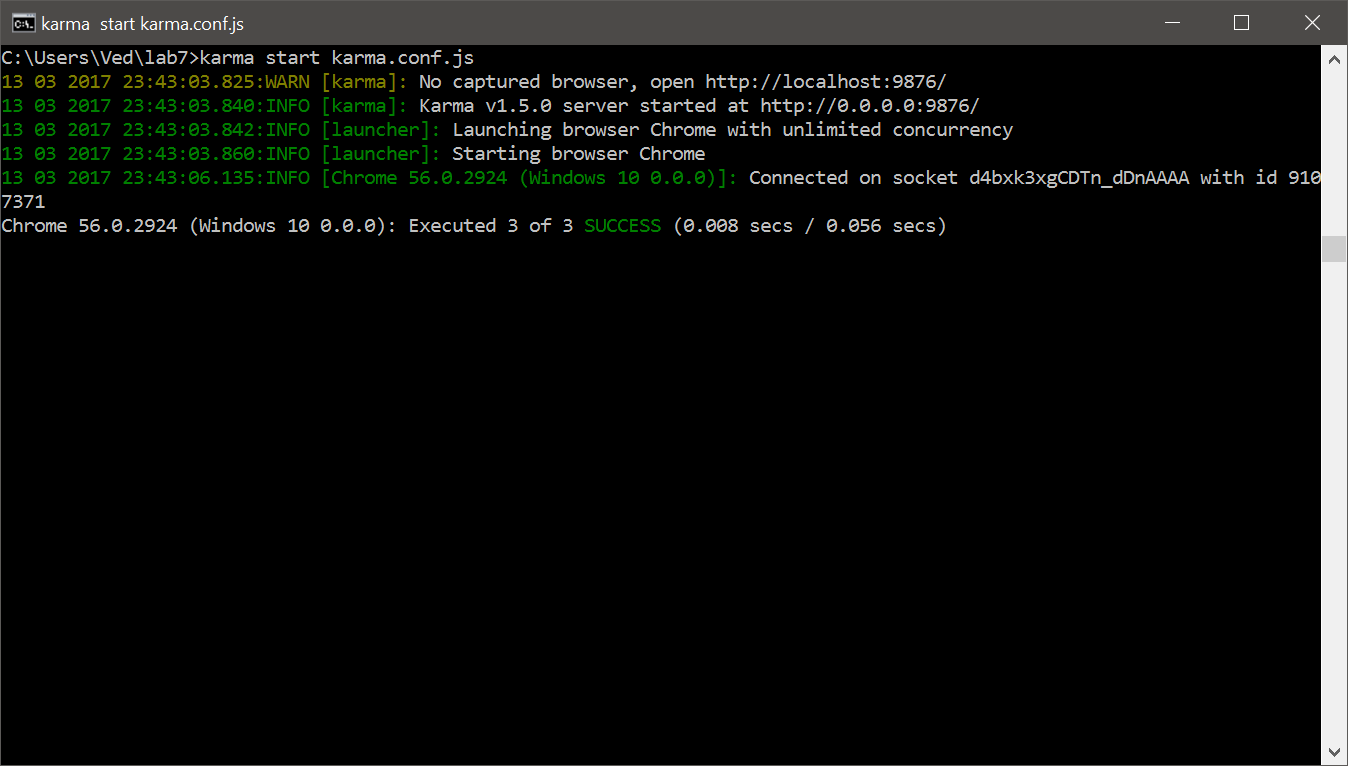 karma  start karma.conf.js
C:\Users\Ved\lab7>karma start karma.conf.js
13 03 2017 23:43:03.825:WARN [karma]: No captured browser, open http://localhost:9876/
13 03 2017 23:43:03.840:INFO [karma]: Karma v1.5.0 server started at http://0.0.0.0:9876/
13 03 2017 23:43:03.842:INFO [launcher]: Launching browser Chrome with unlimited concurrency
13 03 2017 23:43:03.860:INFO [launcher]: Starting browser Chrome
13 03 2017 23:43:06.135:INFO [Chrome 56.0.2924 (Windows 10 0.0.0)]: Connected on socket d4bxk3xgCDTn_dDnAAAA with id 910
7371
Chrome 56.0.2924 (Windows 10 0.0.0): Executed 3 of 3 SUCCESS (0.008 secs / 0.056 secs)